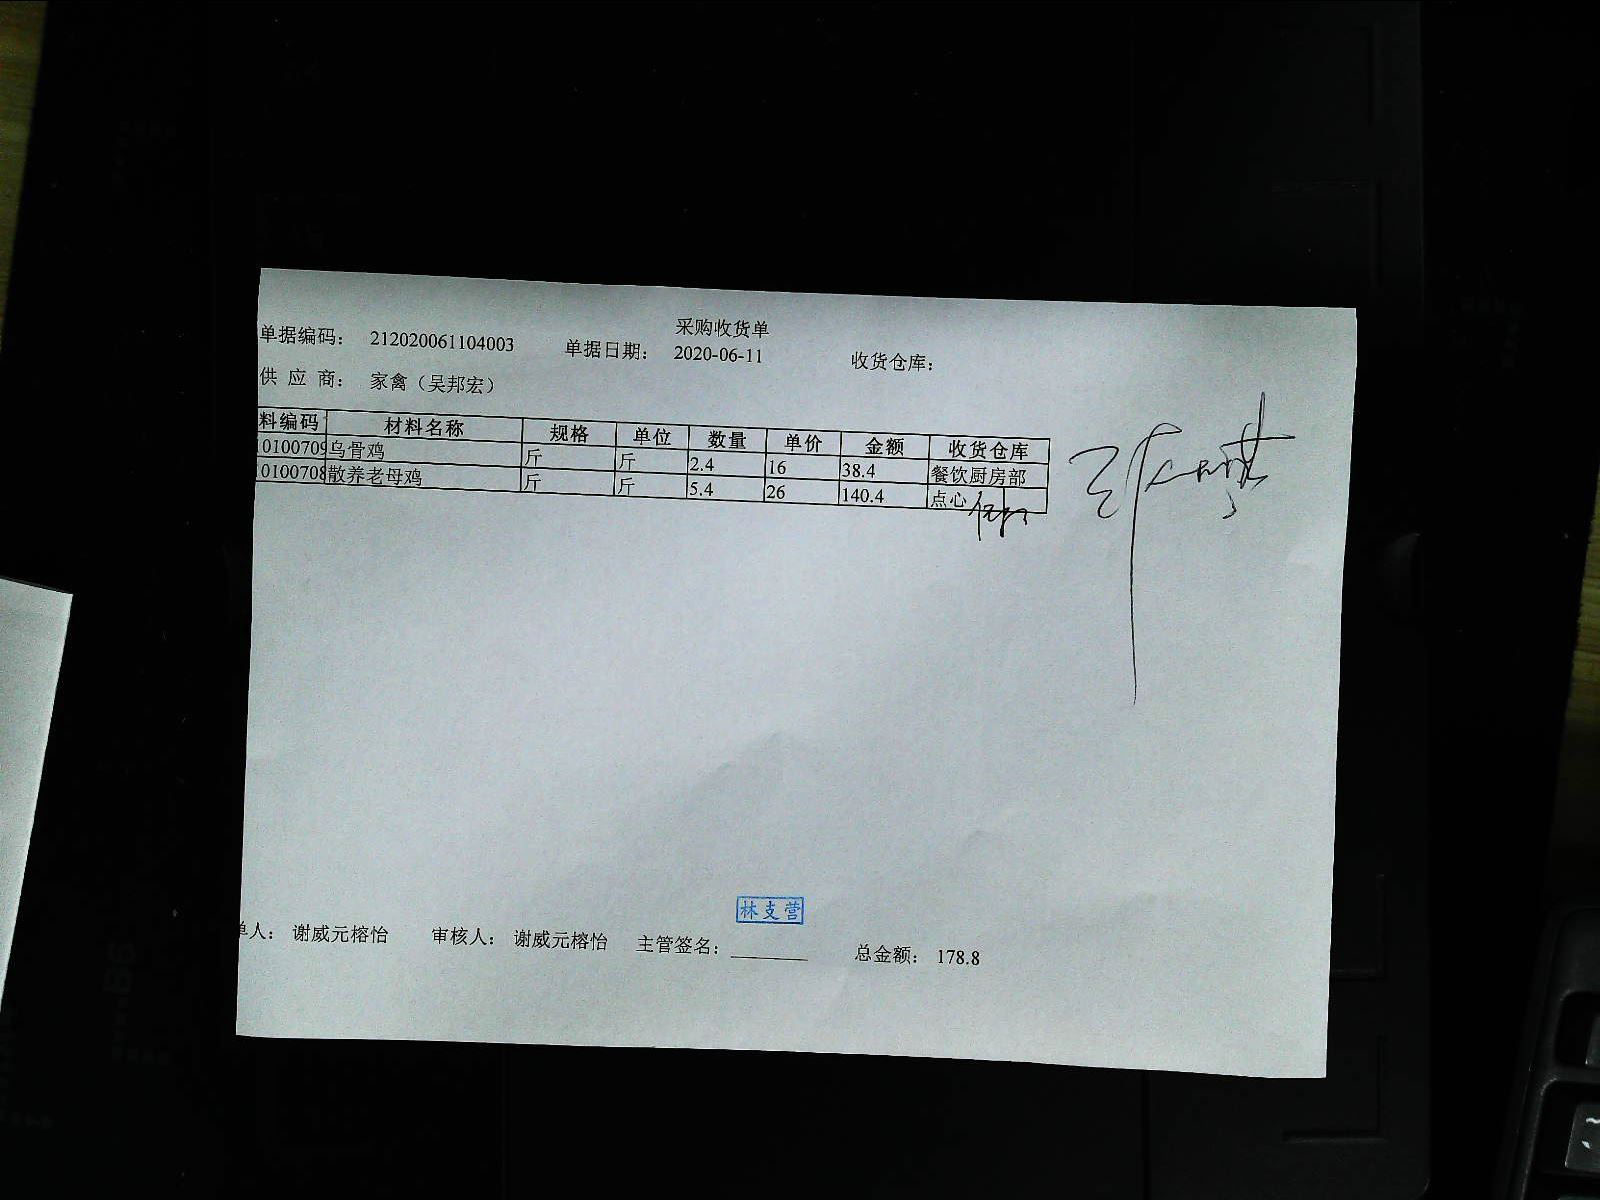 采购收货单
单据编码： 212020061104003 单据日期： 2020-06-11 收货仓库：
供 应 商： 家禽（吴邦宏）
料编码 材料名称 规格 单位 数量 单价 金额 收货仓库
0100709 乌骨鸡 斤 斤 2.4 16 38.4 餐饮厨房部
0100708 散养老母鸡 斤 斤 5.4 26 140.4 点心
林支营
单人： 谢威元榕怡 审核人： 谢威元榕怡 主管签名： 总金额： 178.8